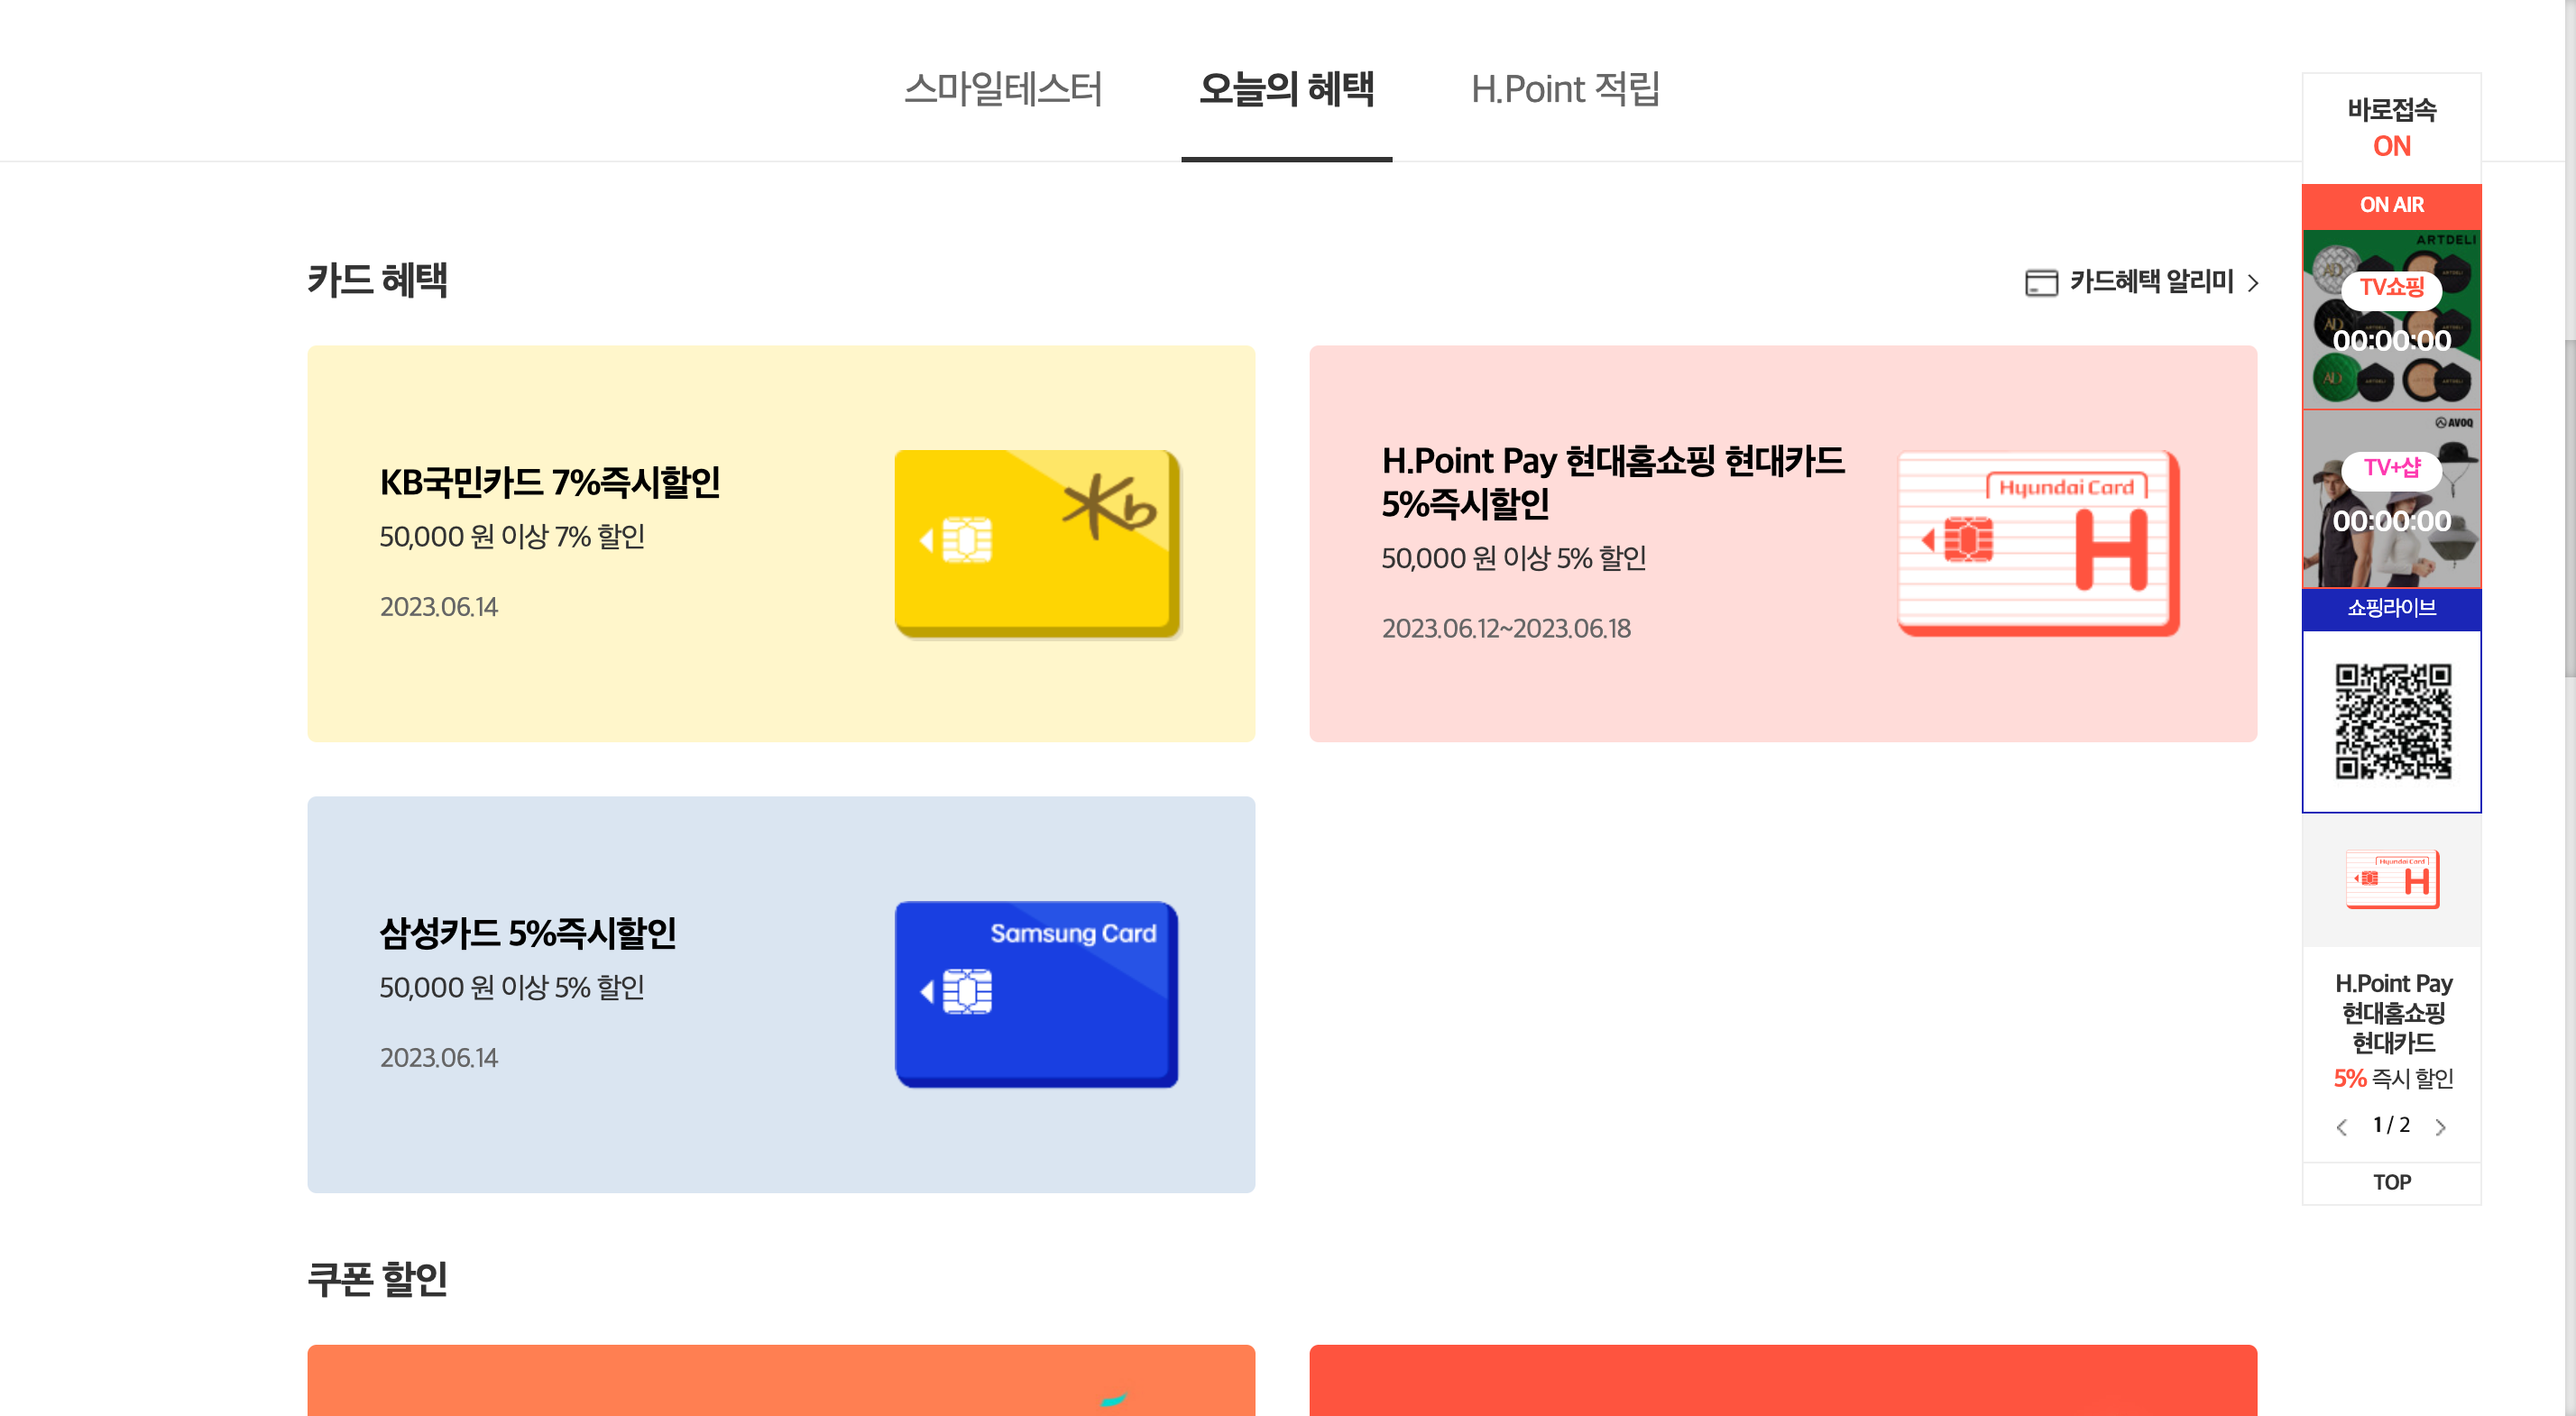 스마일테스터
오늘의 혜택
H.Point 적립
카드 혜택
카드혜택 알리미
KB국민카드 7%즉시할인
50,000 원 이상 7% 할인
2023.06.14
Kb
H.Point Pay 현대홈쇼핑 현대카드
5%즉시할인
50,000 원 이상 5% 할인
2023.06.12~2023.06.18
Hyundai Card
H
삼성카드 5%즉시할인
50,000 원 이상 5% 할인
2023.06.14
Samsung Card
쿠폰 할인
바로접속
ON
ON AIR
ARTDELI
AD
TV쇼핑
AD
00:00:00
AD
AVOQ
TV+샵
00:00:00
쇼핑라이브
Hyundai Card
H
H.Point Pay
현대홈쇼핑
현대카드
5% 즉시 할인
1 / 2
TOP